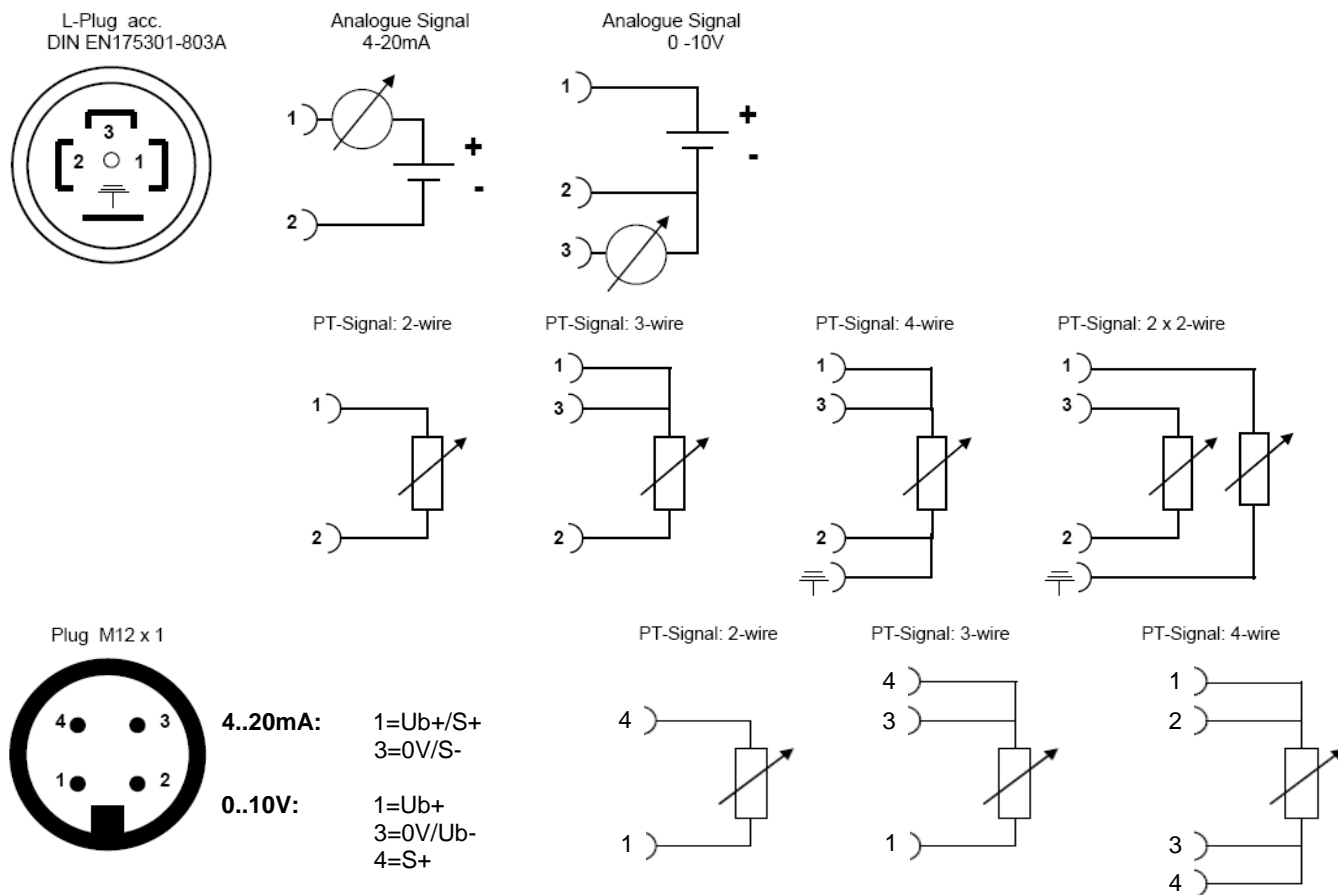 L-Plug acc.
DIN EN175301-803A
3
2
1
Analogue Signal
4-20mA
1
+
-
2
Analogue Signal
0 -10V
1
+
-
2
3
PT-Signal: 2-wire
1
2
PT-Signal: 3-wire
1
3
2
PT-Signal: 4-wire
1
3
2
PT-Signal: 2 x 2-wire
1
3
2
Plug M12 x 1
4
3
1
2
4..20mA: 1=Ub+/S+
3=0V/S-
0..10V: 1=Ub+
3=0V/Ub-
4=S+
PT-Signal: 2-wire
4
1
PT-Signal: 3-wire
4
3
1
PT-Signal: 4-wire
1
2
3
4